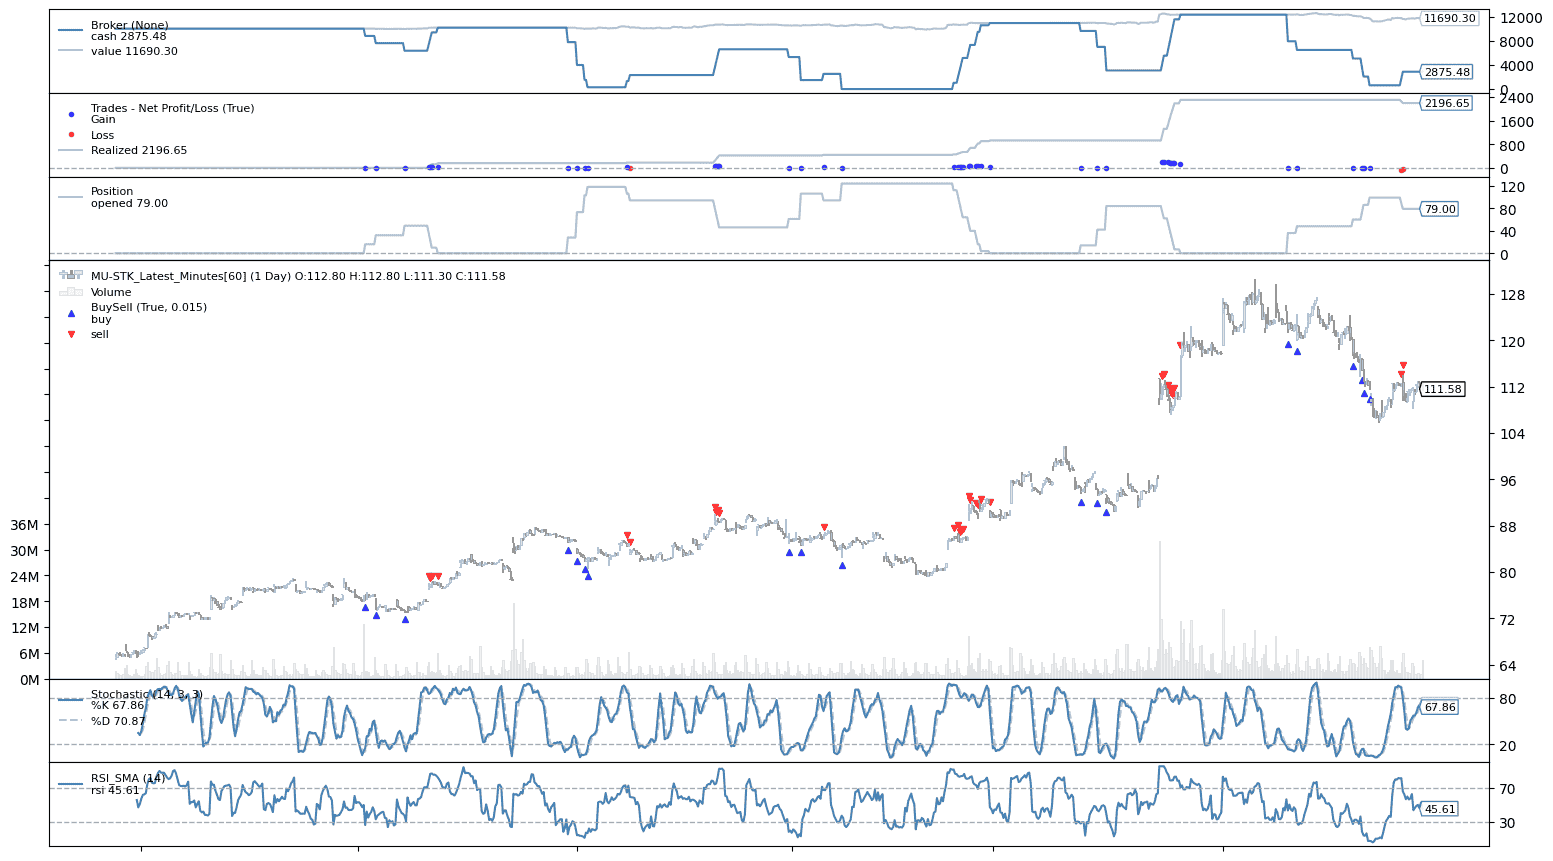 Broker (None)
cash 2875.48
value 11690.30
12000
11690.30
8000
4000
2875.48
0
Trades - Net Profit/Loss (True)
Gain
Loss
Realized 2196.65
2400
2196.65
1600
800
0
Position
opened 79.00
120
80
79.00
40
0
MU-STK_Latest_Minutes[60] (1 Day) O:112.80 H:112.80 L:111.30 C:111.58
Volume
BuySell (True, 0.015)
buy
sell
128
120
112
111.58
104
96
88
80
72
64
36M
30M
24M
18M
12M
6M
0M
Stochastic (14, 3, 3)
%K 67.86
%D 70.87
80
67.86
20
RSI_SMA (14)
rsi 45.61
70
45.61
30